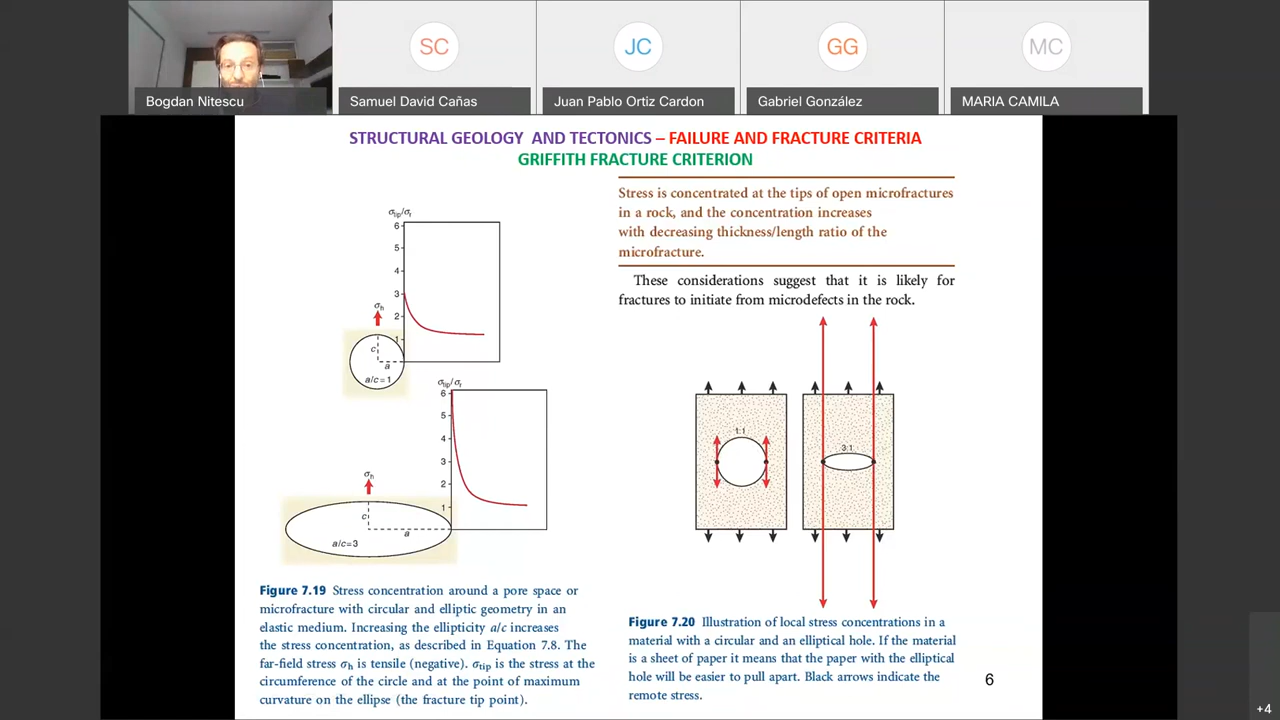 SC
JC
GG
MC
Bogdan Nitescu
Samuel David Cañas
Juan Pablo Ortiz Cardon
Gabriel González
MARIA CAMILA
STRUCTURAL GEOLOGY AND TECTONICS – FAILURE AND FRACTURE CRITERIA
GRIFFITH FRACTURE CRITERION
Stress is concentrated at the tips of open microfractures
in a rock, and the concentration increases
with decreasing thickness/length ratio of the
microfracture.
These considerations suggest that it is likely for
fractures to initiate from microdefects in the rock.
σtip/σr
6
5
4
3
2
1
σh
c
a
a/c=1
σtip/σr
6
5
4
3
2
1
σh
c
a
a/c=3
1:1
3:1
Figure 7.19 Stress concentration around a pore space or
microfracture with circular and elliptic geometry in an
elastic medium. Increasing the ellipticity a/c increases
the stress concentration, as described in Equation 7.8. The
far-field stress σh is tensile (negative). σtip is the stress at the
circumference of the circle and at the point of maximum
curvature on the ellipse (the fracture tip point).
Figure 7.20 Illustration of local stress concentrations in a
material with a circular and an elliptical hole. If the material
is a sheet of paper it means that the paper with the elliptical
hole will be easier to pull apart. Black arrows indicate the
remote stress.
6
+4